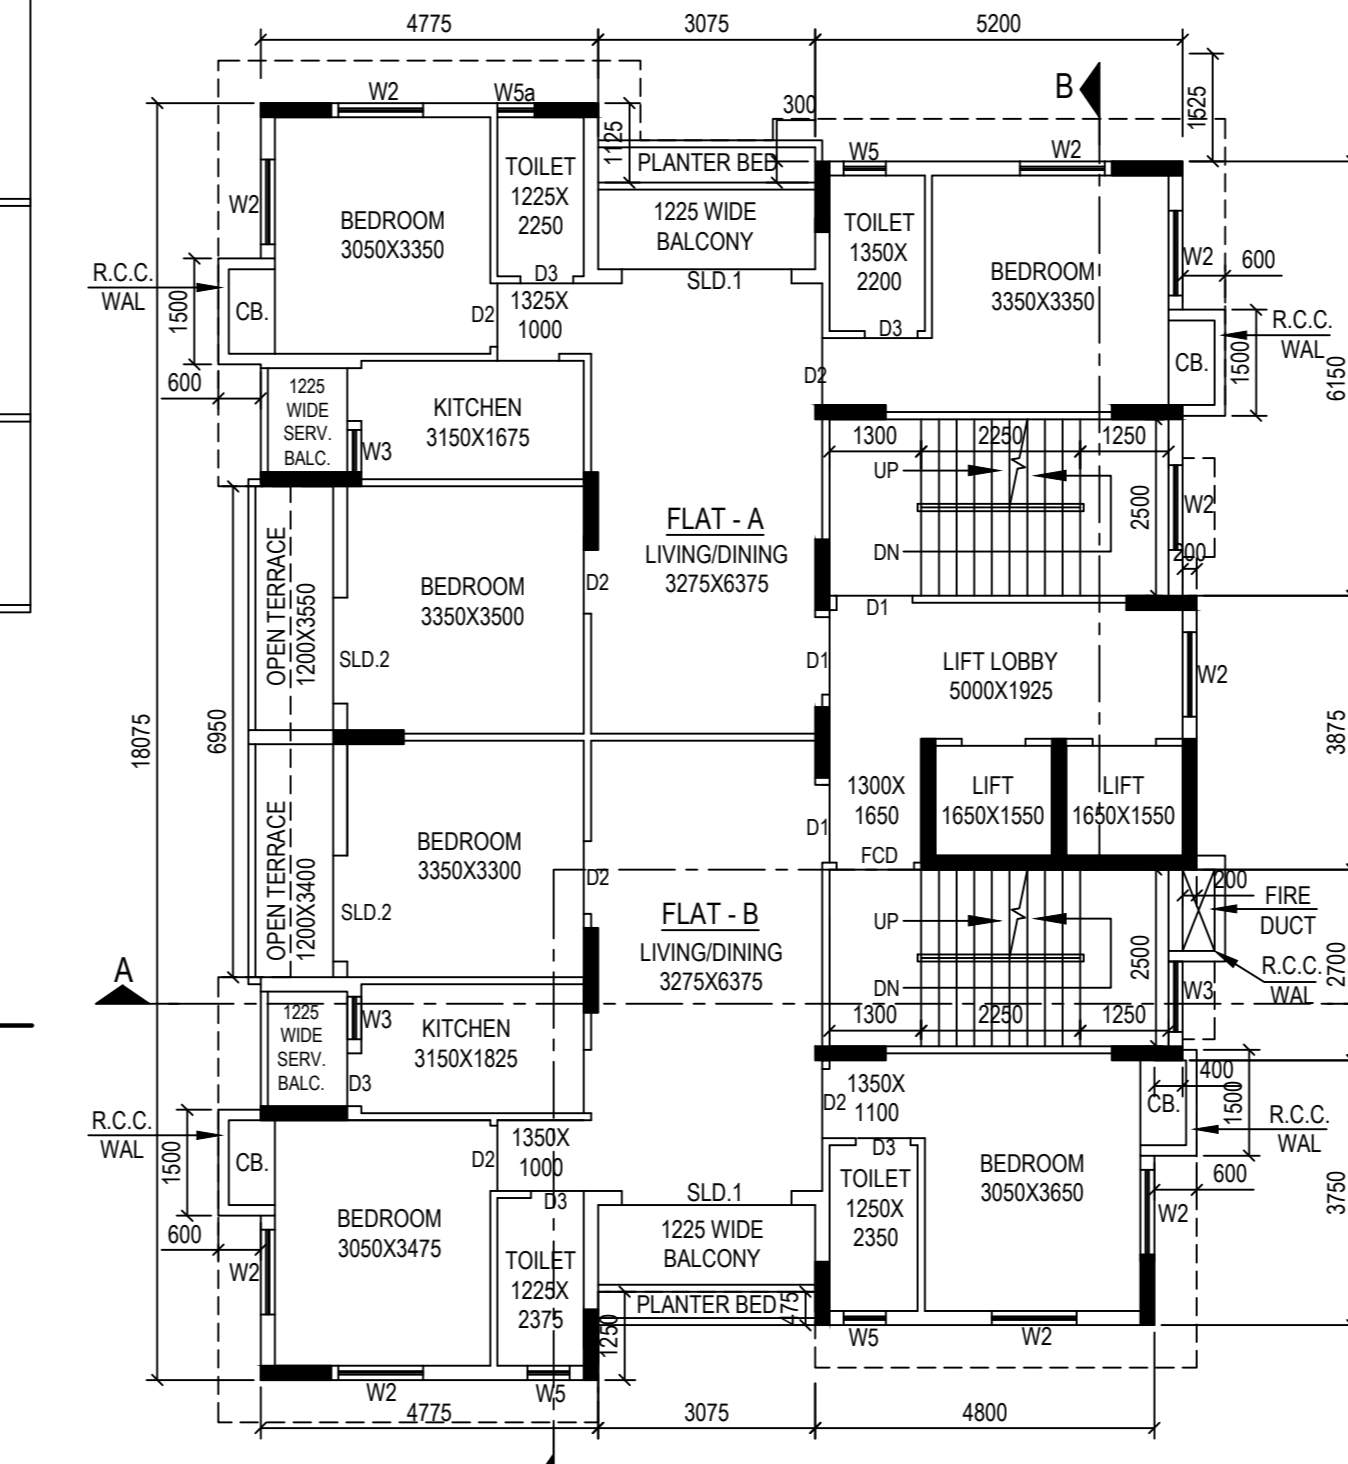 4775
3075
5200
B
W2
W5a
300
1525
1125
PLANTER BED
W5
W2
TOILET
1225X
2250
W2
BEDROOM
3050X3350
1225 WIDE
BALCONY
TOILET
1350X
2200
BEDROOM
3350X3350
W2
600
R.C.C.
WAL
1500
CB.
D3
SLD.1
D2
1325X
1000
D3
R.C.C.
WAL
1500
CB.
6150
600
D2
1225
WIDE
SERV.
BALC.
KITCHEN
3150X1675
W3
1300
2250
1250
UP
2500
W2
FLAT - A
LIVING/DINING
3275X6375
DN
200
OPEN TERRACE
1200X3550
BEDROOM
3350X3500
D2
D1
SLD.2
D1
LIFT LOBBY
5000X1925
W2
18075
6950
3875
OPEN TERRACE
1200X3400
BEDROOM
3350X3300
1300X
1650
LIFT
1650X1550
LIFT
1650X1550
D1
FCD
D2
200
FIRE
DUCT
SLD.2
FLAT - B
LIVING/DINING
3275X6375
UP
2500
R.C.C.
WAL
2700
A
DN
W3
1225
WIDE
SERV.
BALC.
W3
KITCHEN
3150X1825
1300
2250
1250
D3
1350X
1100
D2
400
CB.
1500
R.C.C.
WAL
R.C.C.
WAL
1500
CB.
D2
1350X
1000
D3
BEDROOM
3050X3650
600
D3
SLD.1
TOILET
1250X
2350
W2
3750
BEDROOM
3050X3475
600
W2
TOILET
1225X
2375
1225 WIDE
BALCONY
PLANTER BED
475
1250
W5
W2
W2
W5
4775
3075
4800